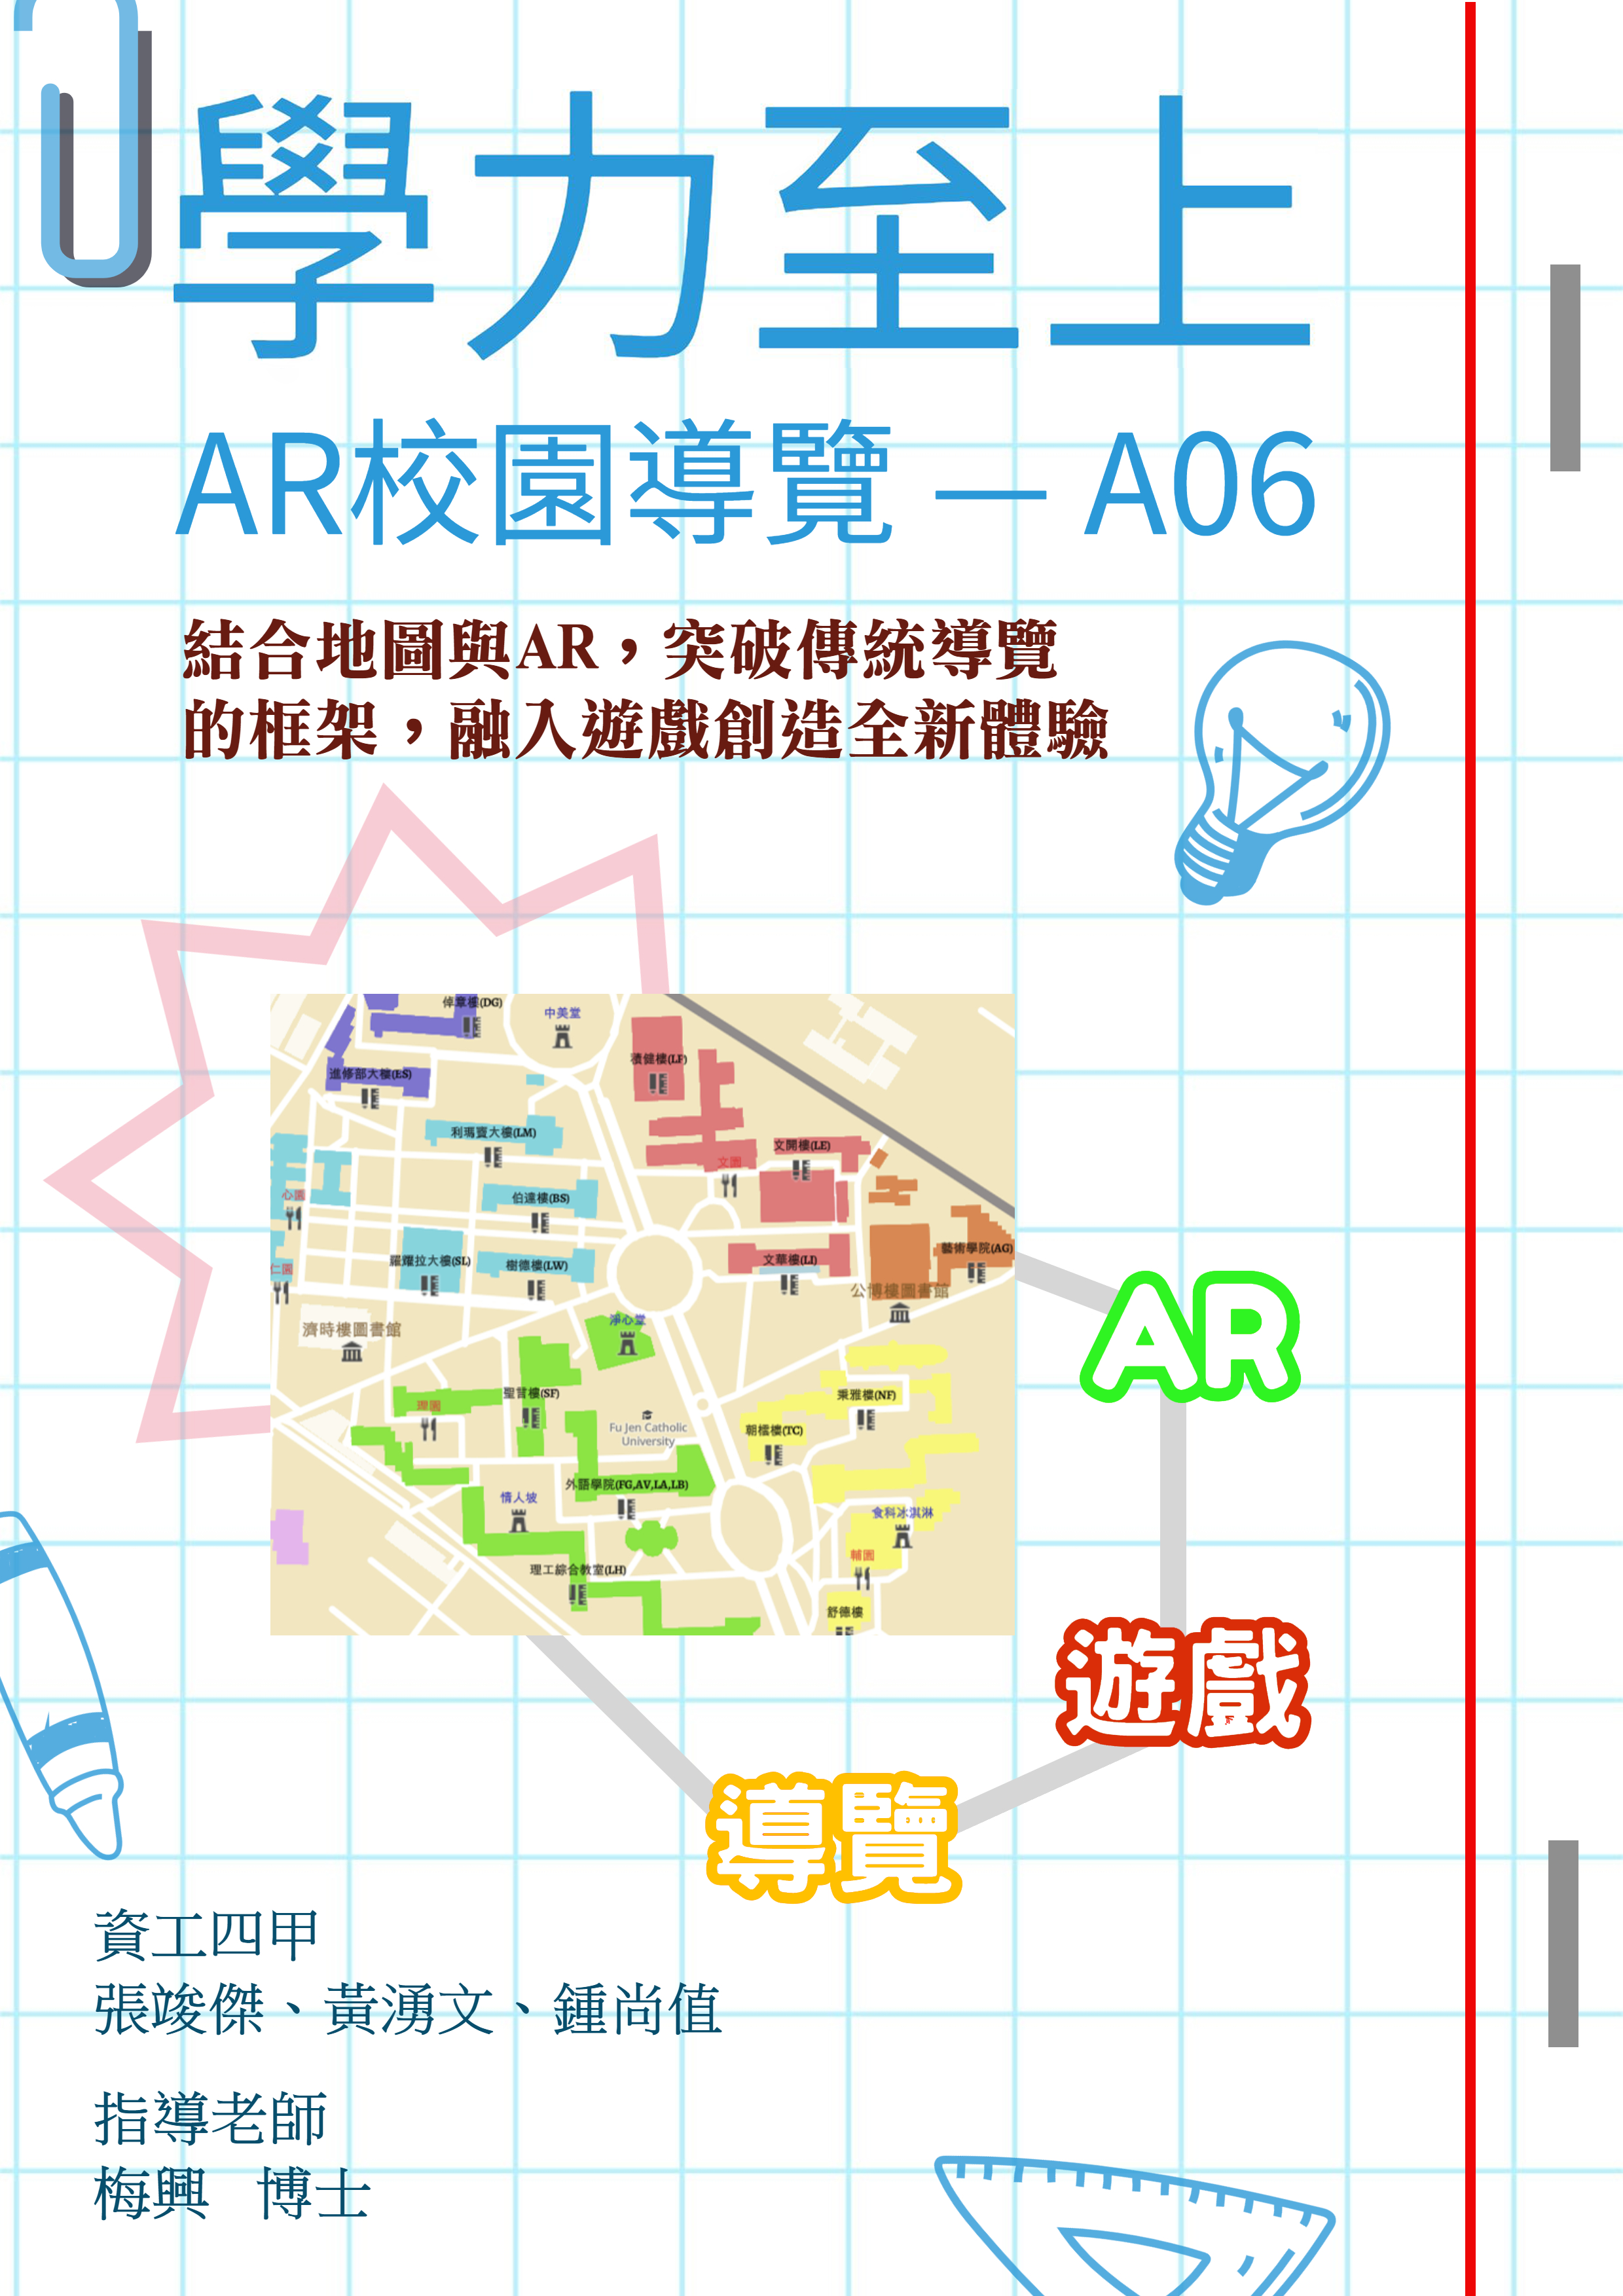 學力至上
AR校園導覽 — A06
結合地圖與AR，突破傳統導覽
的框架，融入遊戲創造全新體驗
倬章樓(DG)
中美堂
積健樓(LF)
進修部大樓(ES)
利瑪竇大樓(LM)
文開樓(LE)
文園
心園
伯達樓(BS)
羅耀拉大樓(SL)
樹德樓(LW)
文華樓(LI)
藝術學院(AG)
仁園
公博樓圖書館
濟時樓圖書館
淨心堂
聖言樓(SF)
理園
秉雅樓(NF)
Fu Jen Catholic
University
朝橒樓(TC)
外語學院(FG,AV,LA,LB)
情人坡
食科冰淇淋
輔園
理工綜合教室(LH)
舒德樓
AR
遊戲
導覽
資工四甲
張竣傑、黃湧文、鍾尚值
指導老師
梅興 博士